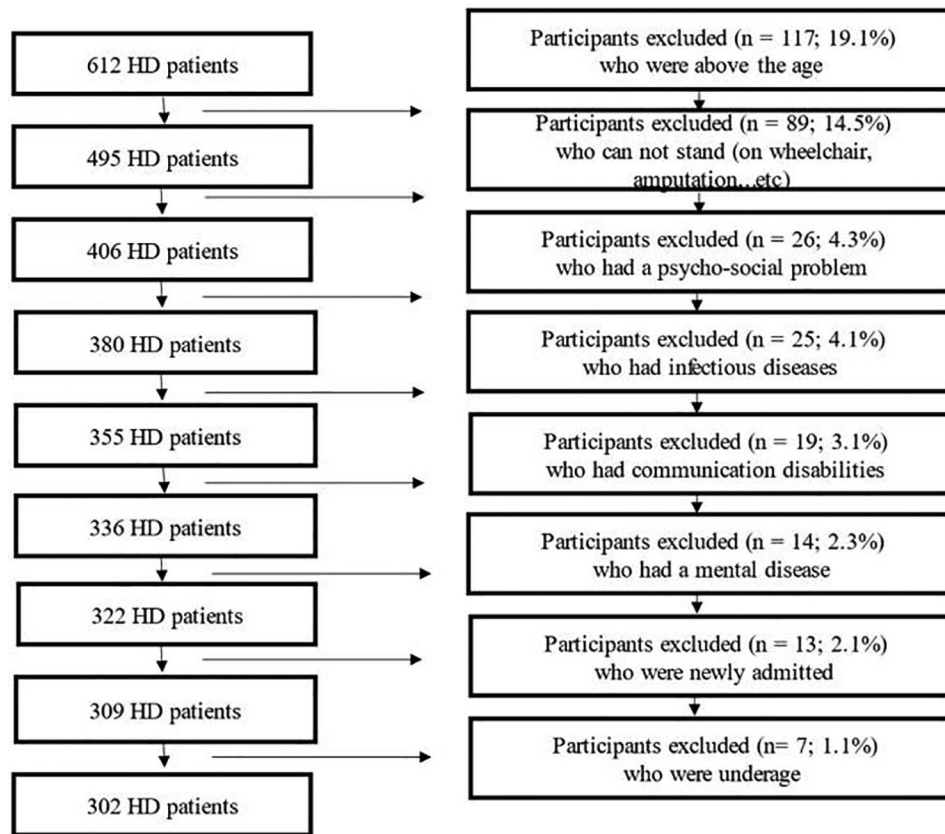 612 HD patients
Participants excluded (n = 117; 19.1%)
who were above the age
495 HD patients
Participants excluded (n = 89; 14.5%)
who can not stand (on wheelchair,
amputation...etc)
406 HD patients
Participants excluded (n = 26; 4.3%)
who had a psycho-social problem
380 HD patients
Participants excluded (n = 25; 4.1%)
who had infectious diseases
355 HD patients
Participants excluded (n = 19; 3.1%)
who had communication disabilities
336 HD patients
Participants excluded (n = 14; 2.3%)
who had a mental disease
322 HD patients
Participants excluded (n = 13; 2.1%)
who were newly admitted
309 HD patients
Participants excluded (n= 7; 1.1%)
who were underage
302 HD patients